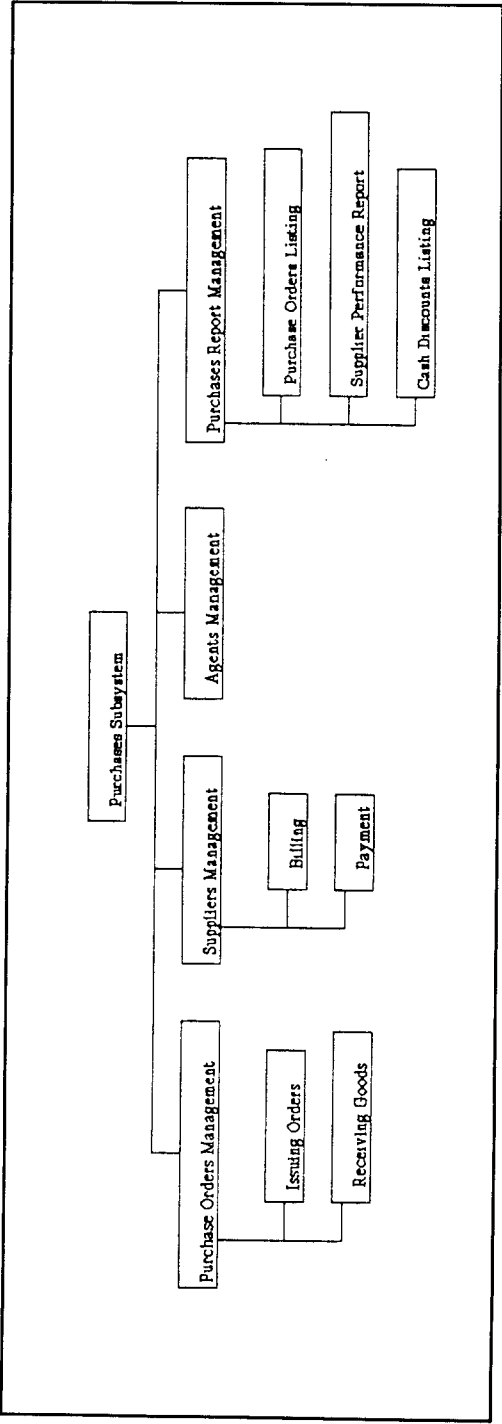 Purchases Subsystem
Purchase Orders Management
Issuing Orders
Receiving Goods
Suppliers Management
Billing
Payment
Agents Management
Purchases Report Management
Purchase Orders Listing
Supplier Performance Report
Cash Discounts Listing